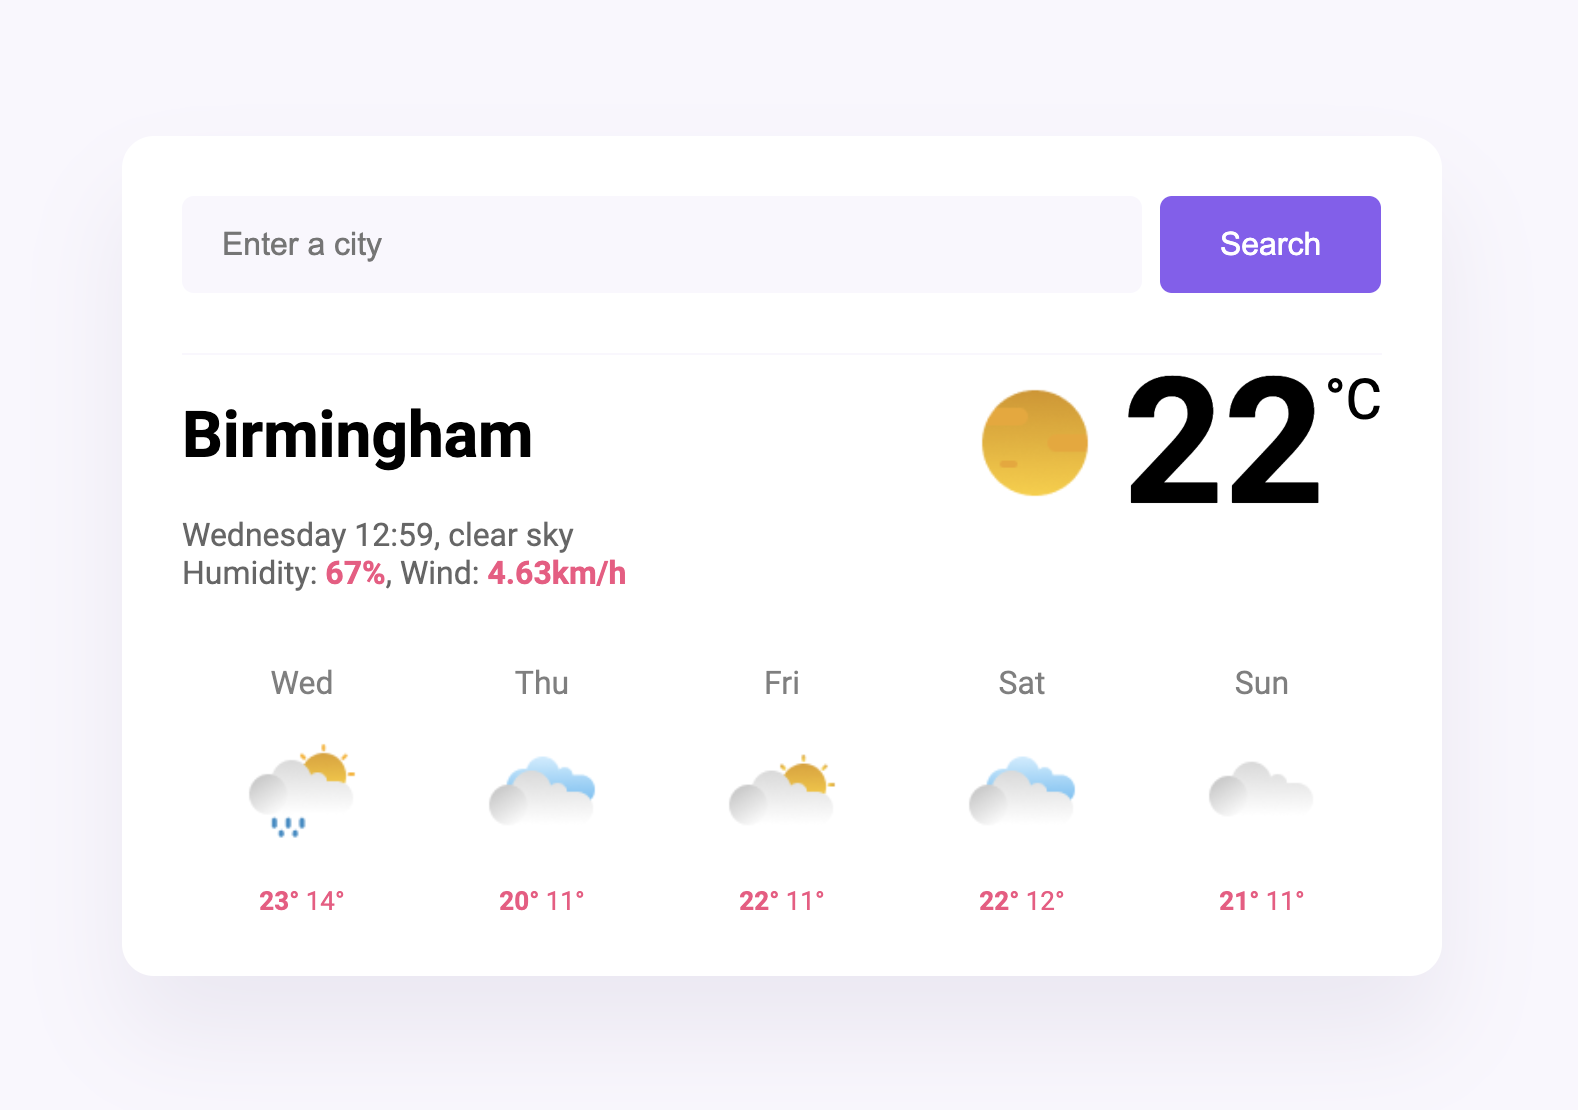 Enter a city
Search
Birmingham
22 °C
Wednesday 12:59, clear sky
Humidity: 67%, Wind: 4.63km/h
Wed Thu Fri Sat Sun
23° 14° 20° 11° 22° 11° 22° 12° 21° 11°